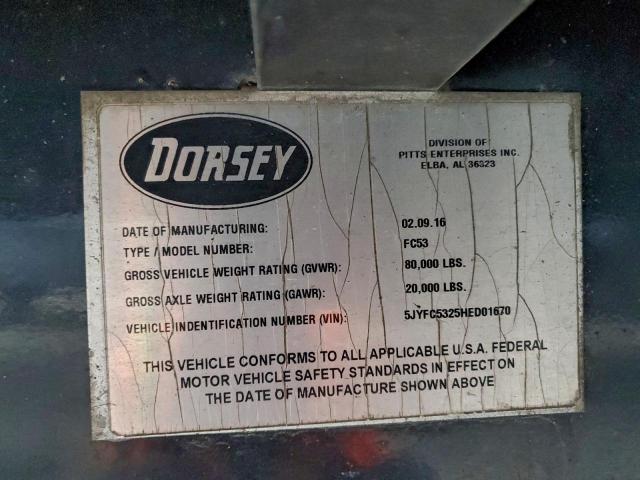 DORSEY
DIVISION OF
PITTS ENTERPRISES INC.
ELBA, AL 36323
DATE OF MANUFACTURING: 02.09.16
TYPE / MODEL NUMBER: FC53
GROSS VEHICLE WEIGHT RATING (GVWR): 80,000 LBS.
GROSS AXLE WEIGHT RATING (GAWR): 20,000 LBS.
VEHICLE INDENTIFICATION NUMBER (VIN): 5JYFC5325HED01670
THIS VEHICLE CONFORMS TO ALL APPLICABLE U.S.A. FEDERAL
MOTOR VEHICLE SAFETY STANDARDS IN EFFECT ON
THE DATE OF MANUFACTURE SHOWN ABOVE